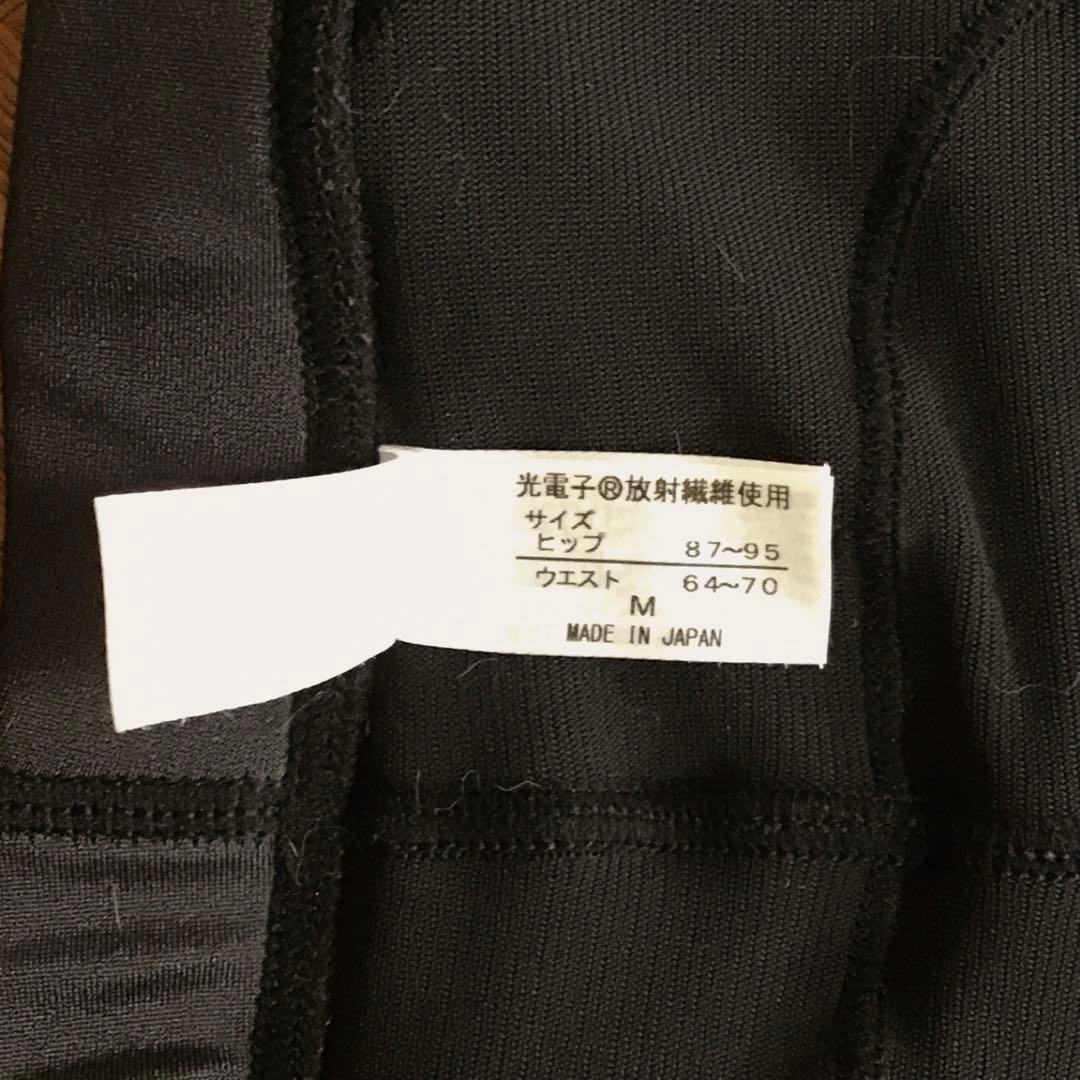 光電子®放射繊維使用
サイズ
ヒップ 87~95
ウエスト 64~70
M
MADE IN JAPAN